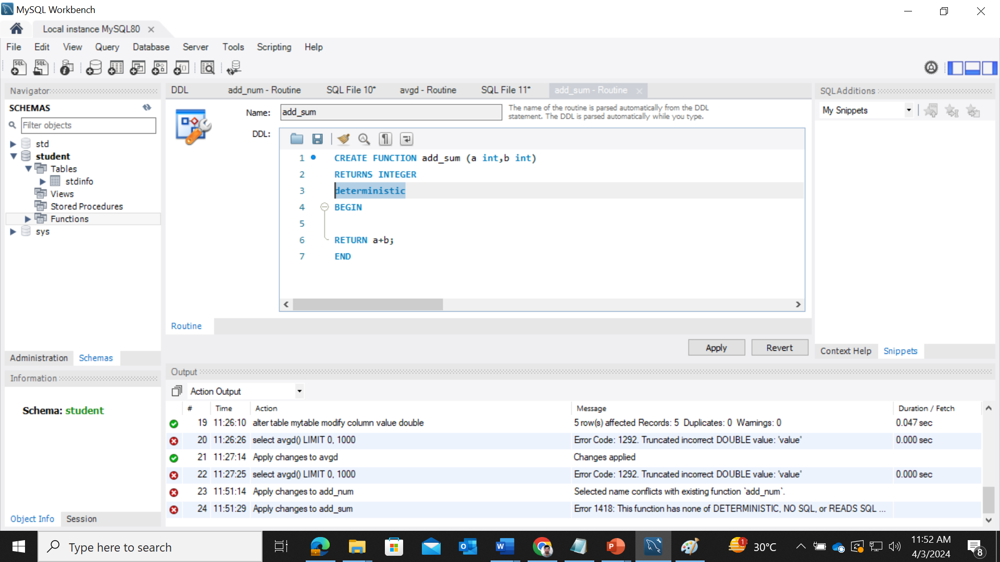 MySQL Workbench
Local instance MySQL80
File Edit View Query Database Server Tools Scripting Help
Navigator
SCHEMAS
Filter objects
std
student
Tables
stdinfo
Views
Stored Procedures
Functions
sys
Administration Schemas
Information
Schema: student
Object Info Session
DDL add_num - Routine SQL File 10* avgd - Routine SQL File 11* add_sum - Routine
Name: add_sum
The name of the routine is parsed automatically from the DDL
statement. The DDL is parsed automatically while you type.
DDL:
1 CREATE FUNCTION add_sum (a int,b int)
2 RETURNS INTEGER
3 deterministic
4 BEGIN
5
6 RETURN a+b;
7 END
Routine
Apply Revert
SQLAdditions
My Snippets
Context Help Snippets
Output
Action Output
# Time Action Message Duration / Fetch
19 11:26:10 alter table mytable modify column value double 5 row(s) affected Records: 5 Duplicates: 0 Warnings: 0 0.047 sec
20 11:26:26 select avgd() LIMIT 0, 1000 Error Code: 1292. Truncated incorrect DOUBLE value: 'value' 0.000 sec
21 11:27:14 Apply changes to avgd Changes applied
22 11:27:25 select avgd() LIMIT 0, 1000 Error Code: 1292. Truncated incorrect DOUBLE value: 'value' 0.000 sec
23 11:51:14 Apply changes to add_num Selected name conflicts with existing function `add_num`.
24 11:51:29 Apply changes to add_sum Error 1418: This function has none of DETERMINISTIC, NO SQL, or READS SQL ...
Type here to search
1
30°C
11:52 AM
4/3/2024
8